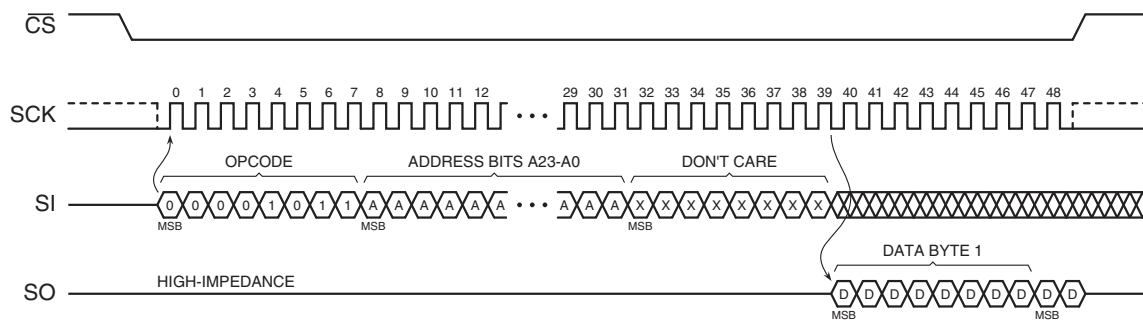 CS
0 1 2 3 4 5 6 7 8 9 10 11 12 29 30 31 32 33 34 35 36 37 38 39 40 41 42 43 44 45 46 47 48
SCK
OPCODE ADDRESS BITS A23-A0 DON'T CARE
SI 0 0 0 0 1 0 1 1 A A A A A A A A A X X X X X X X X
MSB MSB MSB
DATA BYTE 1
HIGH-IMPEDANCE
SO D D D D D D D D D D
MSB MSB